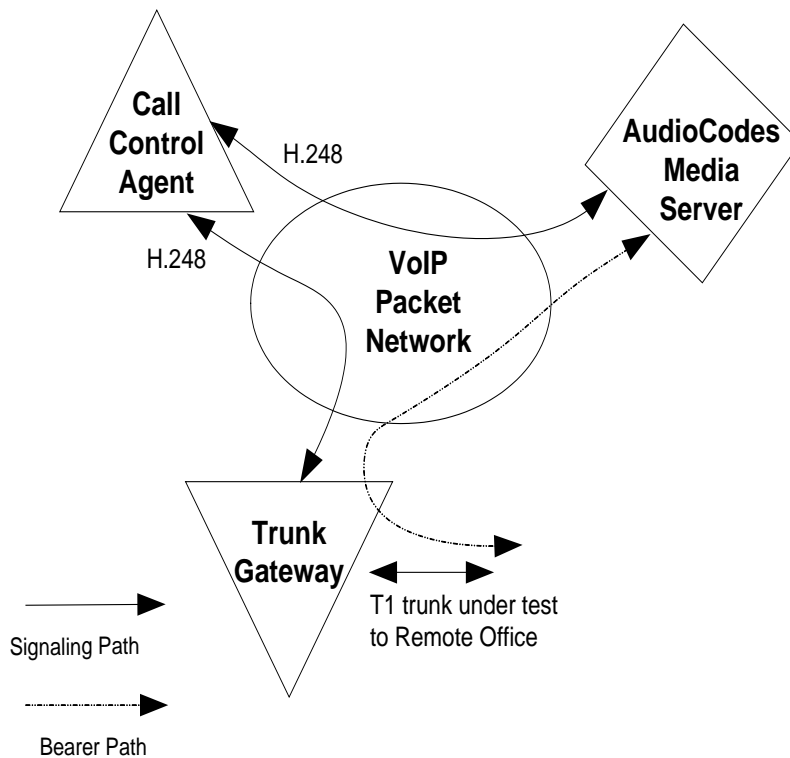 Call
Control
Agent
H.248
AudioCodes
Media
Server
H.248
VoIP
Packet
Network
Trunk
Gateway
T1 trunk under test
to Remote Office
Signaling Path
Bearer Path